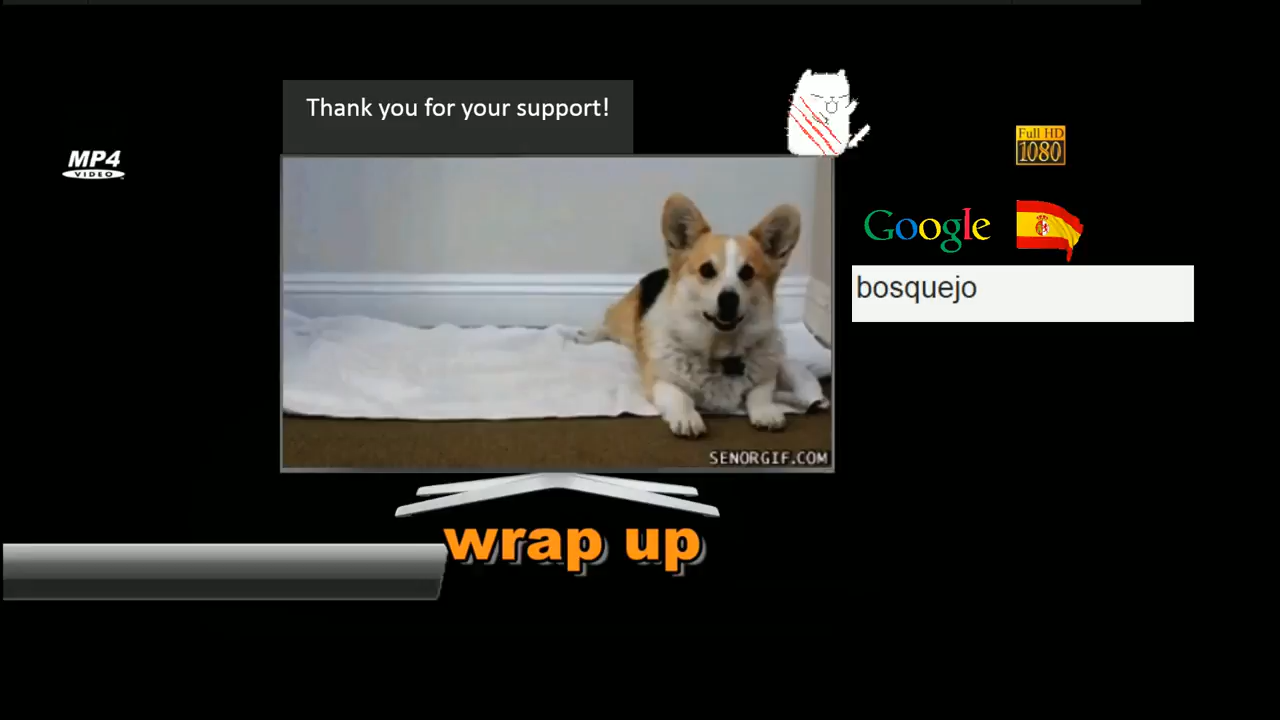 Thank you for your support!
MP4
VIDEO
Full HD
1080
Google
bosquejo
SENORGIF.COM
wrap up